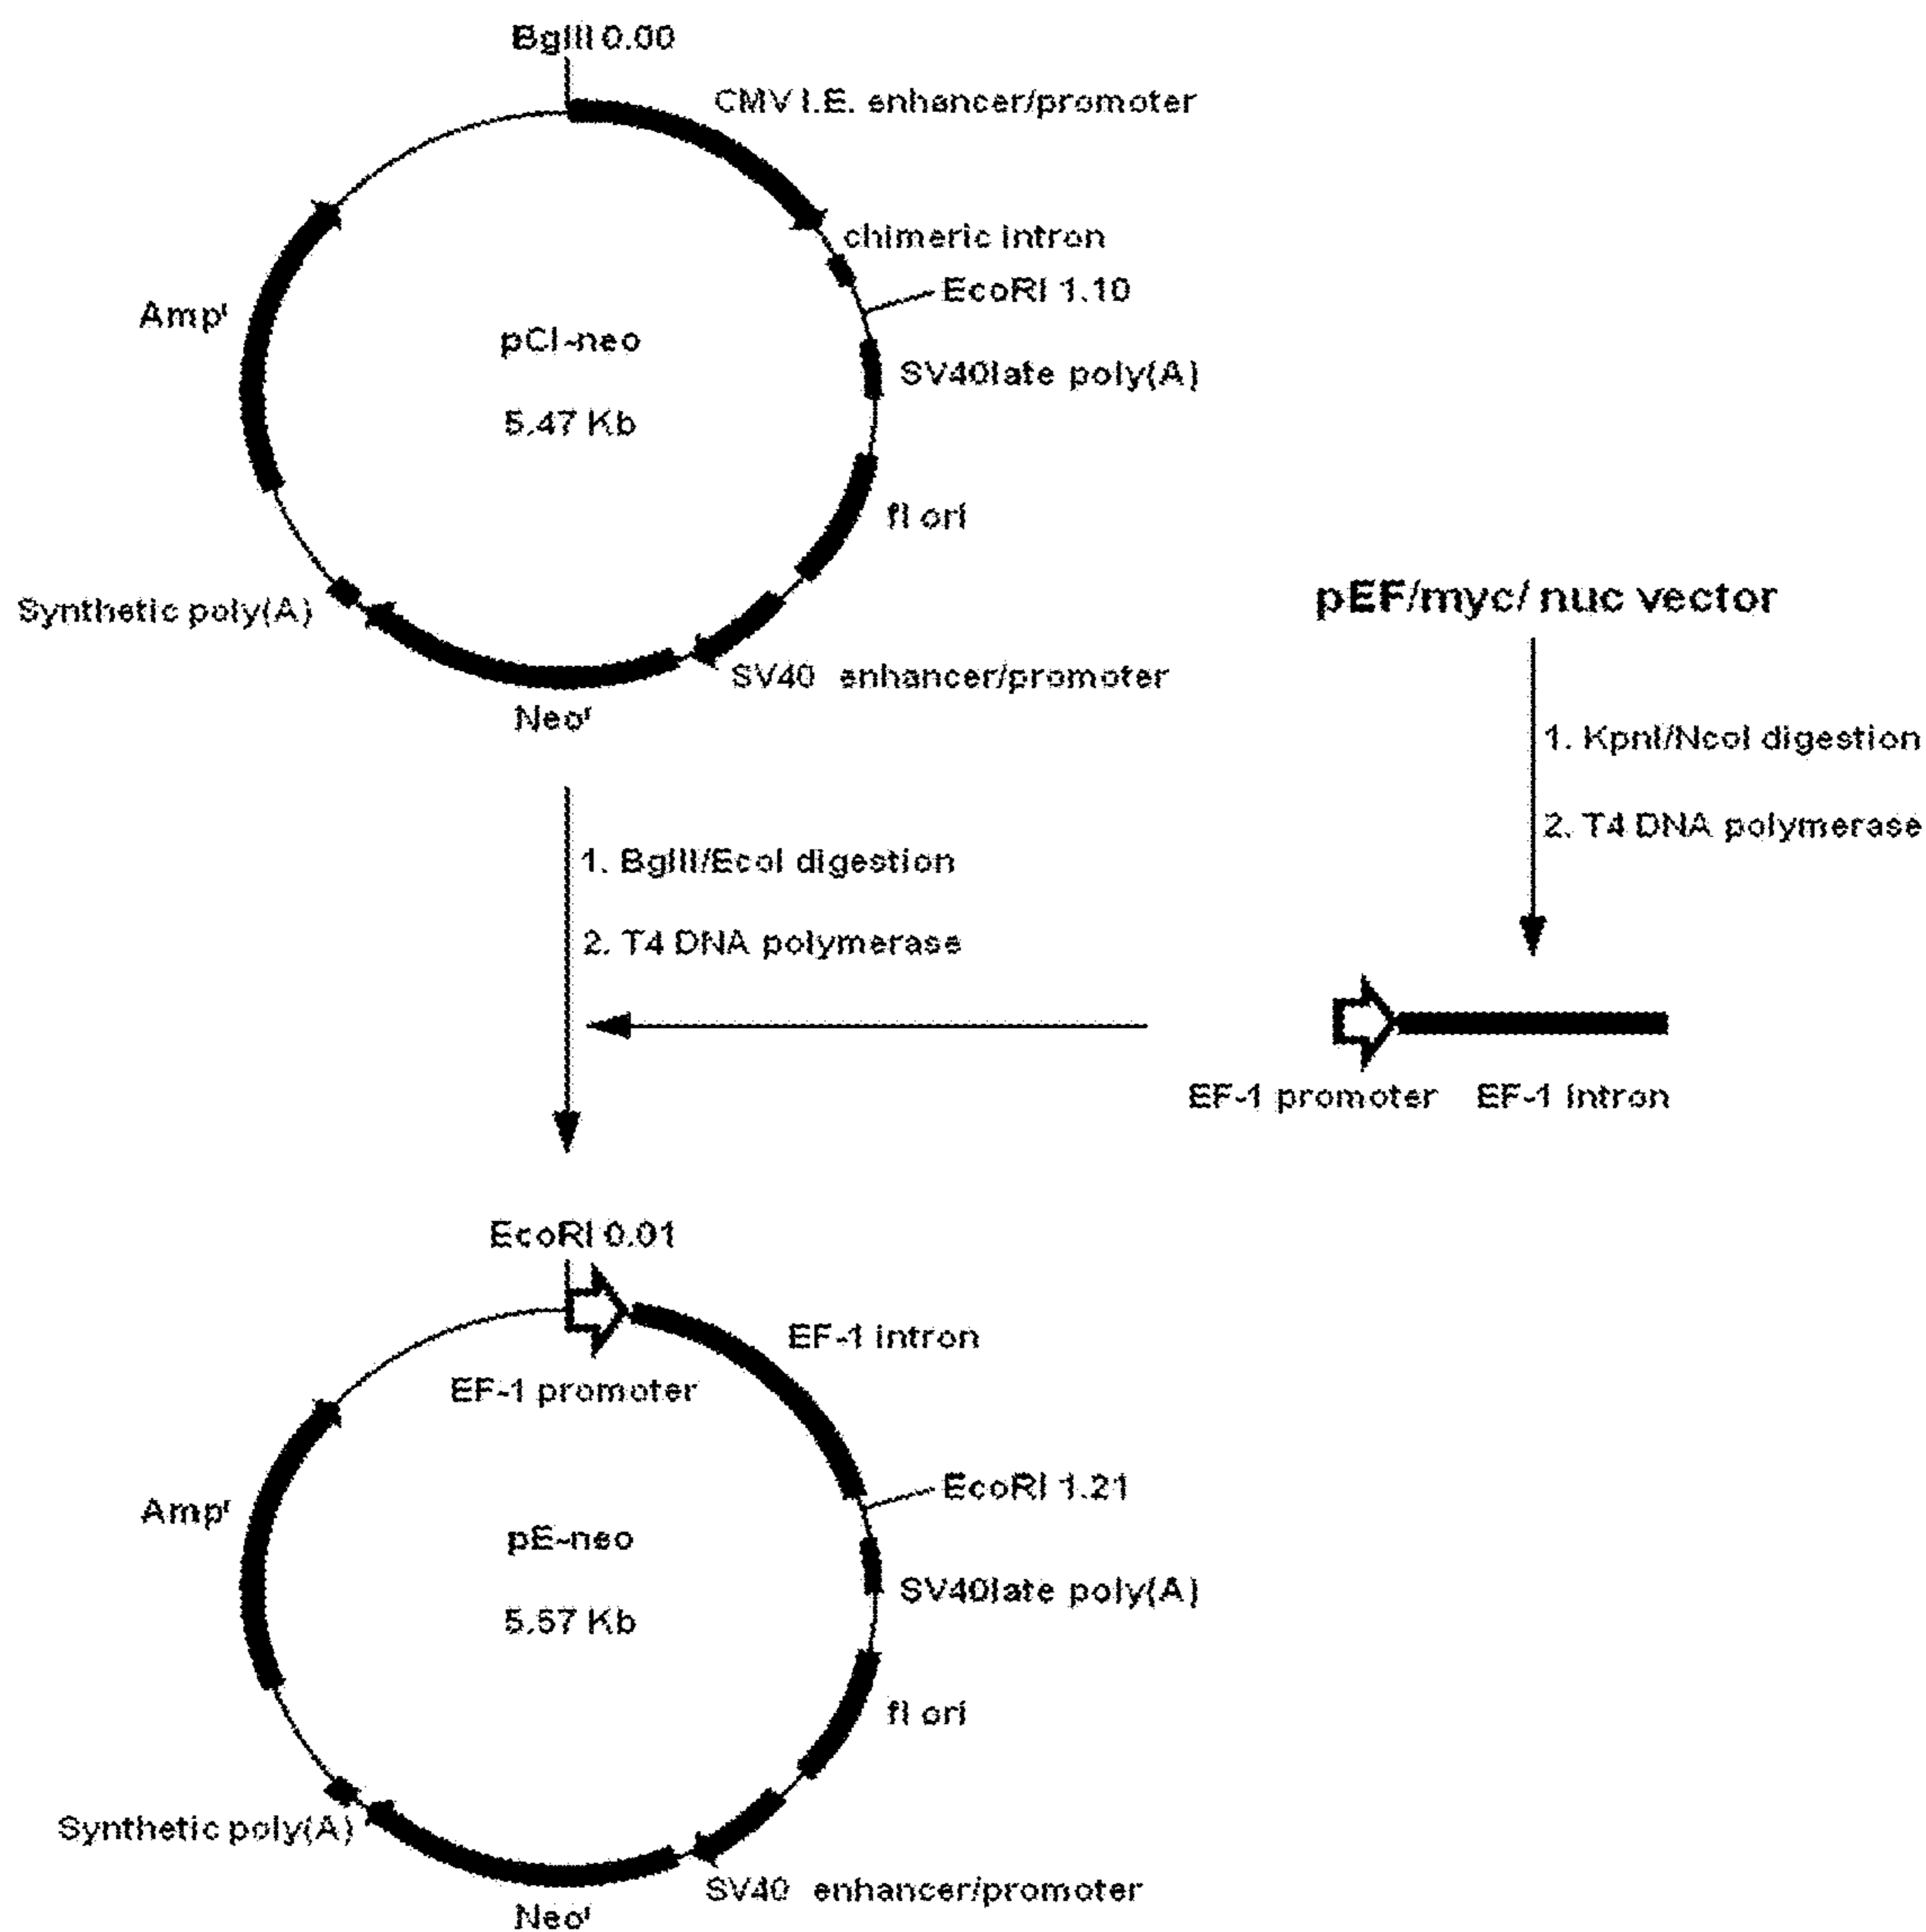 BglII 0.00
CMV I.E. enhancer/promoter
chimeric intron
EcoRI 1.10
Ampʳ
pCI-neo
SV40late poly(A)
5.47 Kb
fI ori
Synthetic poly(A)
SV40 enhancer/promoter
Neoʳ
pEF/myc/ nuc vector
1. KpnI/NcoI digestion
2. T4 DNA polymerase
1. BglII/EcoI digestion
2. T4 DNA polymerase
EF-1 promoter EF-1 intron
EcoRI 0.01
EF-1 intron
EF-1 promoter
EcoRI 1.21
Ampʳ
pE-neo
SV40late poly(A)
5.57 Kb
fI ori
Synthetic poly(A)
SV40 enhancer/promoter
Neoʳ